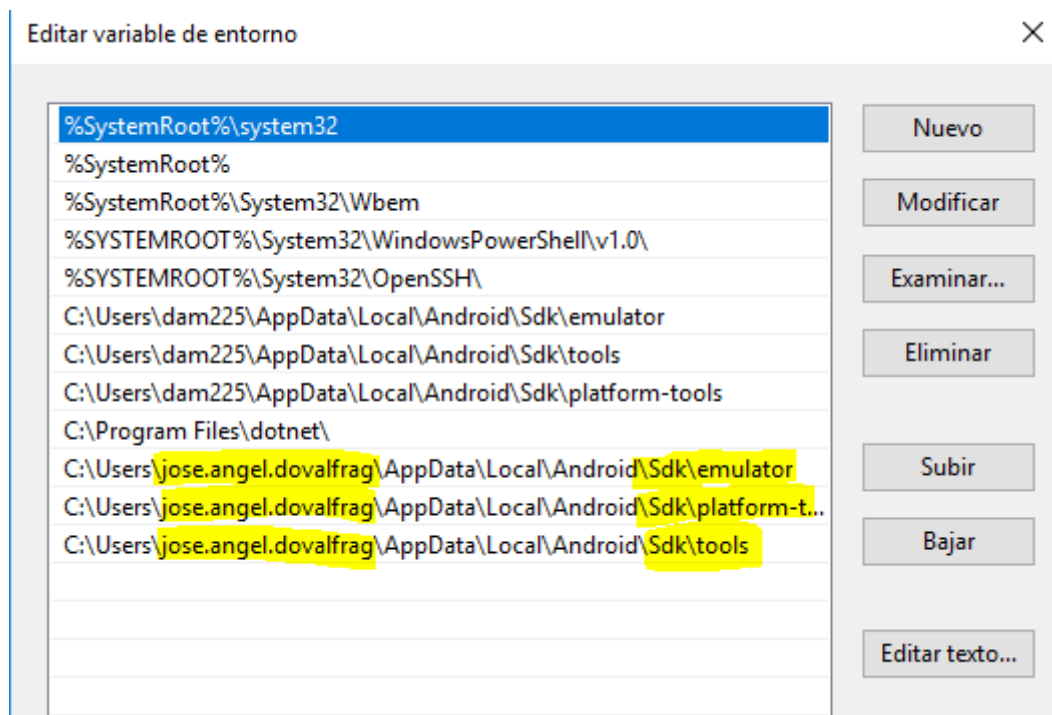 Editar variable de entorno
%SystemRoot%\system32
%SystemRoot%
%SystemRoot%\System32\Wbem
%SYSTEMROOT%\System32\WindowsPowerShell\v1.0\
%SYSTEMROOT%\System32\OpenSSH\
C:\Users\dam225\AppData\Local\Android\Sdk\emulator
C:\Users\dam225\AppData\Local\Android\Sdk\tools
C:\Users\dam225\AppData\Local\Android\Sdk\platform-tools
C:\Program Files\dotnet\
C:\Users\jose.angel.dovalfrag\AppData\Local\Android\Sdk\emulator
C:\Users\jose.angel.dovalfrag\AppData\Local\Android\Sdk\platform-t...
C:\Users\jose.angel.dovalfrag\AppData\Local\Android\Sdk\tools
Nuevo
Modificar
Examinar...
Eliminar
Subir
Bajar
Editar texto...